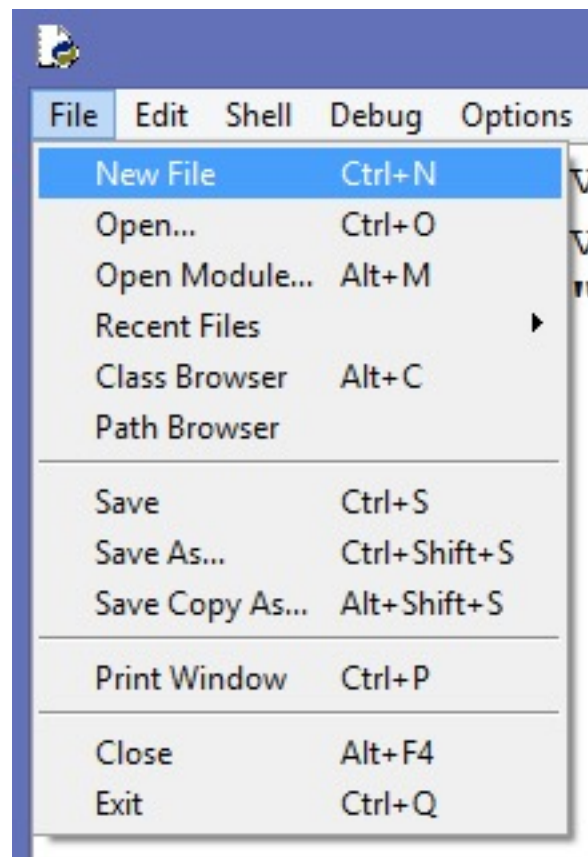 File Edit Shell Debug Options
New File Ctrl+N
Open... Ctrl+O
Open Module... Alt+M
Recent Files
Class Browser Alt+C
Path Browser
Save Ctrl+S
Save As... Ctrl+Shift+S
Save Copy As... Alt+Shift+S
Print Window Ctrl+P
Close Alt+F4
Exit Ctrl+Q